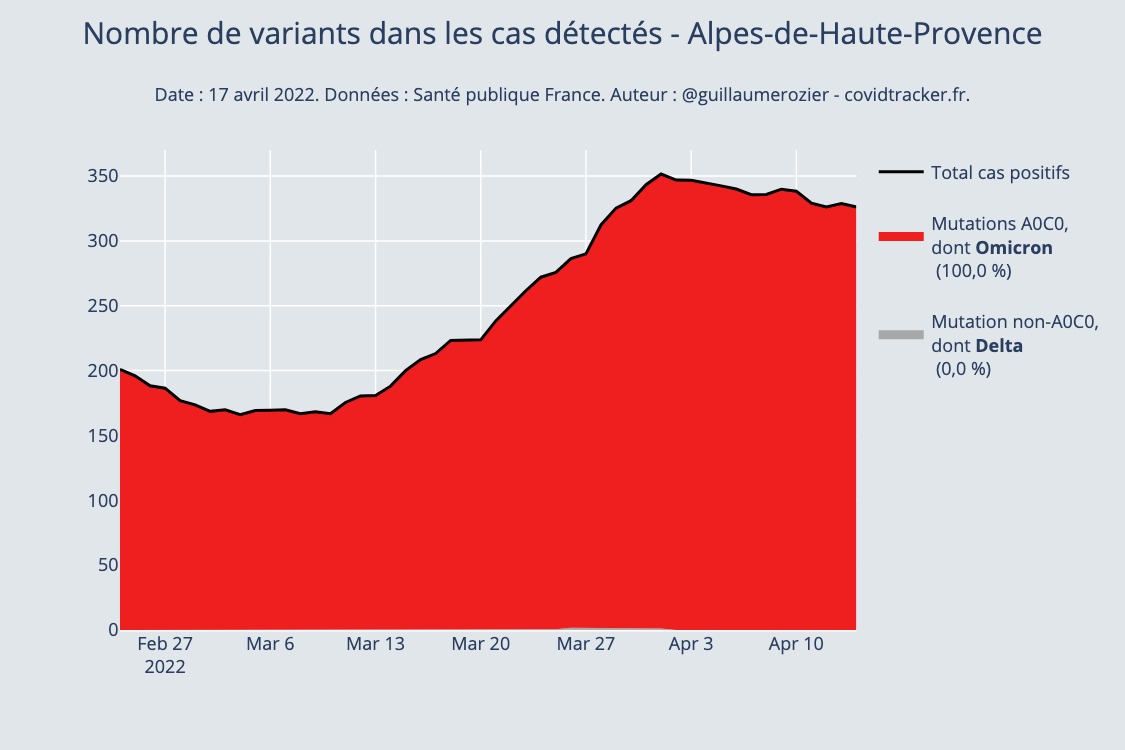 Nombre de variants dans les cas détectés - Alpes-de-Haute-Provence
Date : 17 avril 2022. Données : Santé publique France. Auteur : @guillaumerozier - covidtracker.fr.
350
300
250
200
150
100
50
0
Feb 27
2022
Mar 6
Mar 13
Mar 20
Mar 27
Apr 3
Apr 10
Total cas positifs
Mutations A0C0,
dont Omicron
(100,0 %)
Mutation non-A0C0,
dont Delta
(0,0 %)